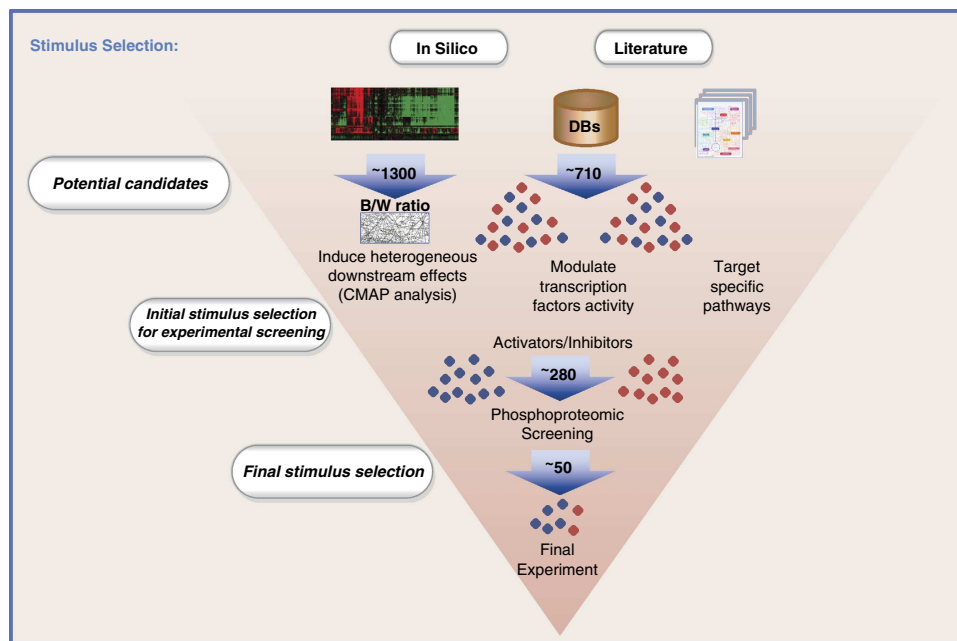 Stimulus Selection:
In Silico
Literature
DBs
Potential candidates
~1300
~710
B/W ratio
Induce heterogeneous
downstream effects
(CMAP analysis)
Modulate
transcription
factors activity
Target
specific
pathways
Initial stimulus selection
for experimental screening
Activators/Inhibitors
~280
Phosphoproteomic
Screening
Final stimulus selection
~50
Final
Experiment